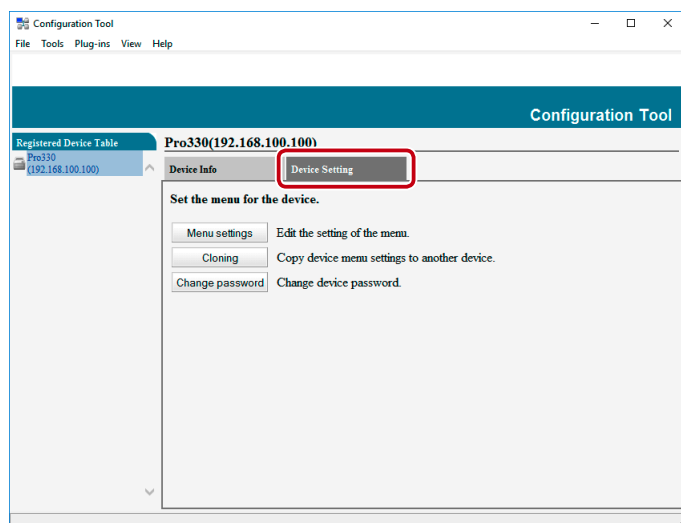 Configuration Tool
File Tools Plug-ins View Help
Configuration Tool
Registered Device Table
Pro330
(192.168.100.100)
Pro330(192.168.100.100)
Device Info Device Setting
Set the menu for the device.
Menu settings Edit the setting of the menu.
Cloning Copy device menu settings to another device.
Change password Change device password.